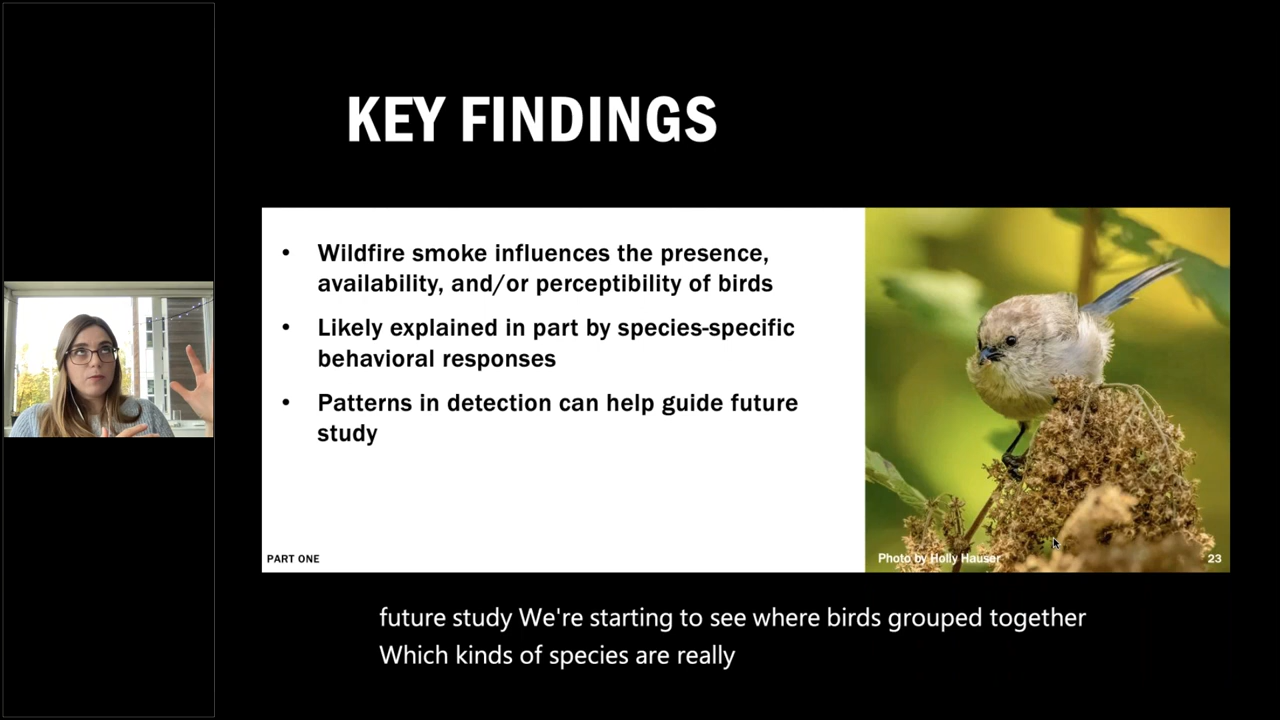 KEY FINDINGS
• Wildfire smoke influences the presence,
availability, and/or perceptibility of birds
• Likely explained in part by species-specific
behavioral responses
• Patterns in detection can help guide future
study
PART ONE
Photo by Holly Hauser
23
future study We're starting to see where birds grouped together
Which kinds of species are really